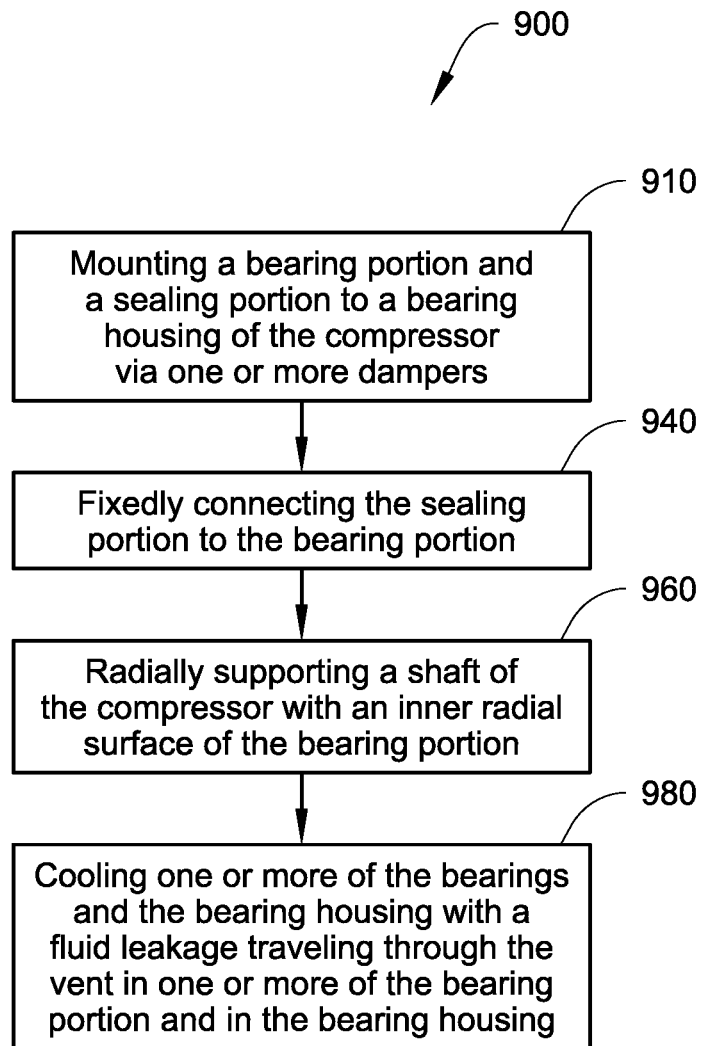 900
910
Mounting a bearing portion and
a sealing portion to a bearing
housing of the compressor
via one or more dampers
940
Fixedly connecting the sealing
portion to the bearing portion
960
Radially supporting a shaft of
the compressor with an inner radial
surface of the bearing portion
980
Cooling one or more of the bearings
and the bearing housing with a
fluid leakage traveling through the
vent in one or more of the bearing
portion and in the bearing housing